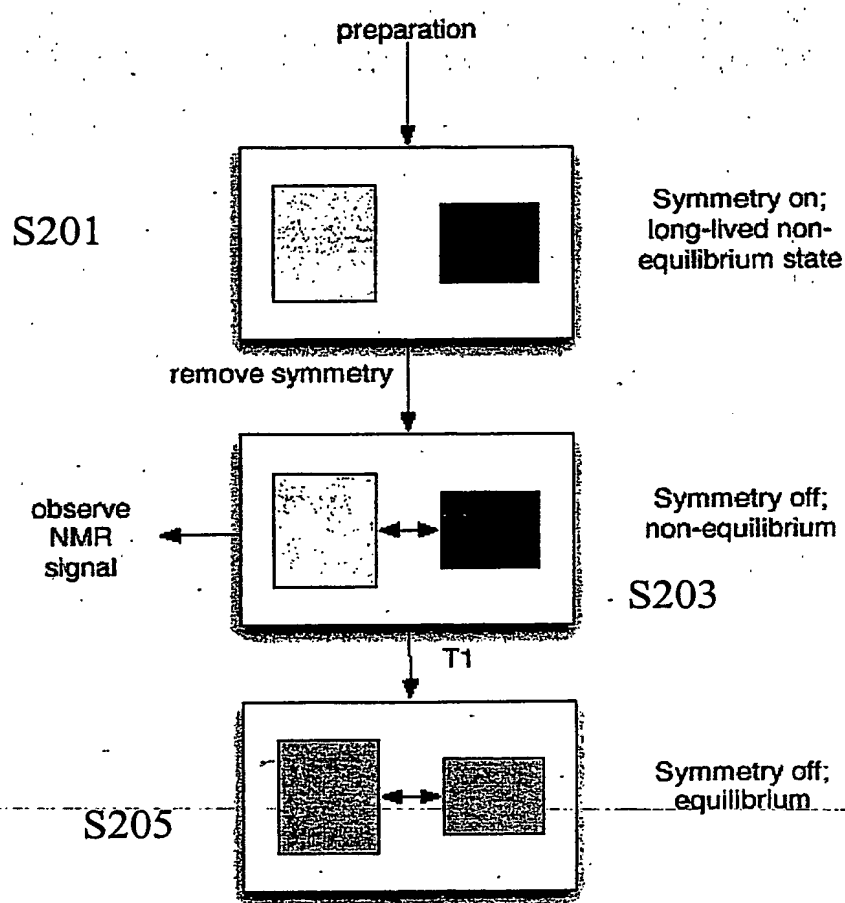 preparation
S201
Symmetry on;
long-lived non-
equilibrium state
remove symmetry
observe
NMR
signal
Symmetry off;
non-equilibrium
S203
T1
S205
Symmetry off;
equilibrium